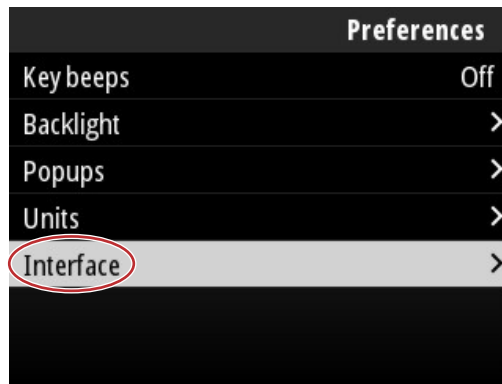 Preferences
Key beeps Off
Backlight >
Popups >
Units >
Interface >